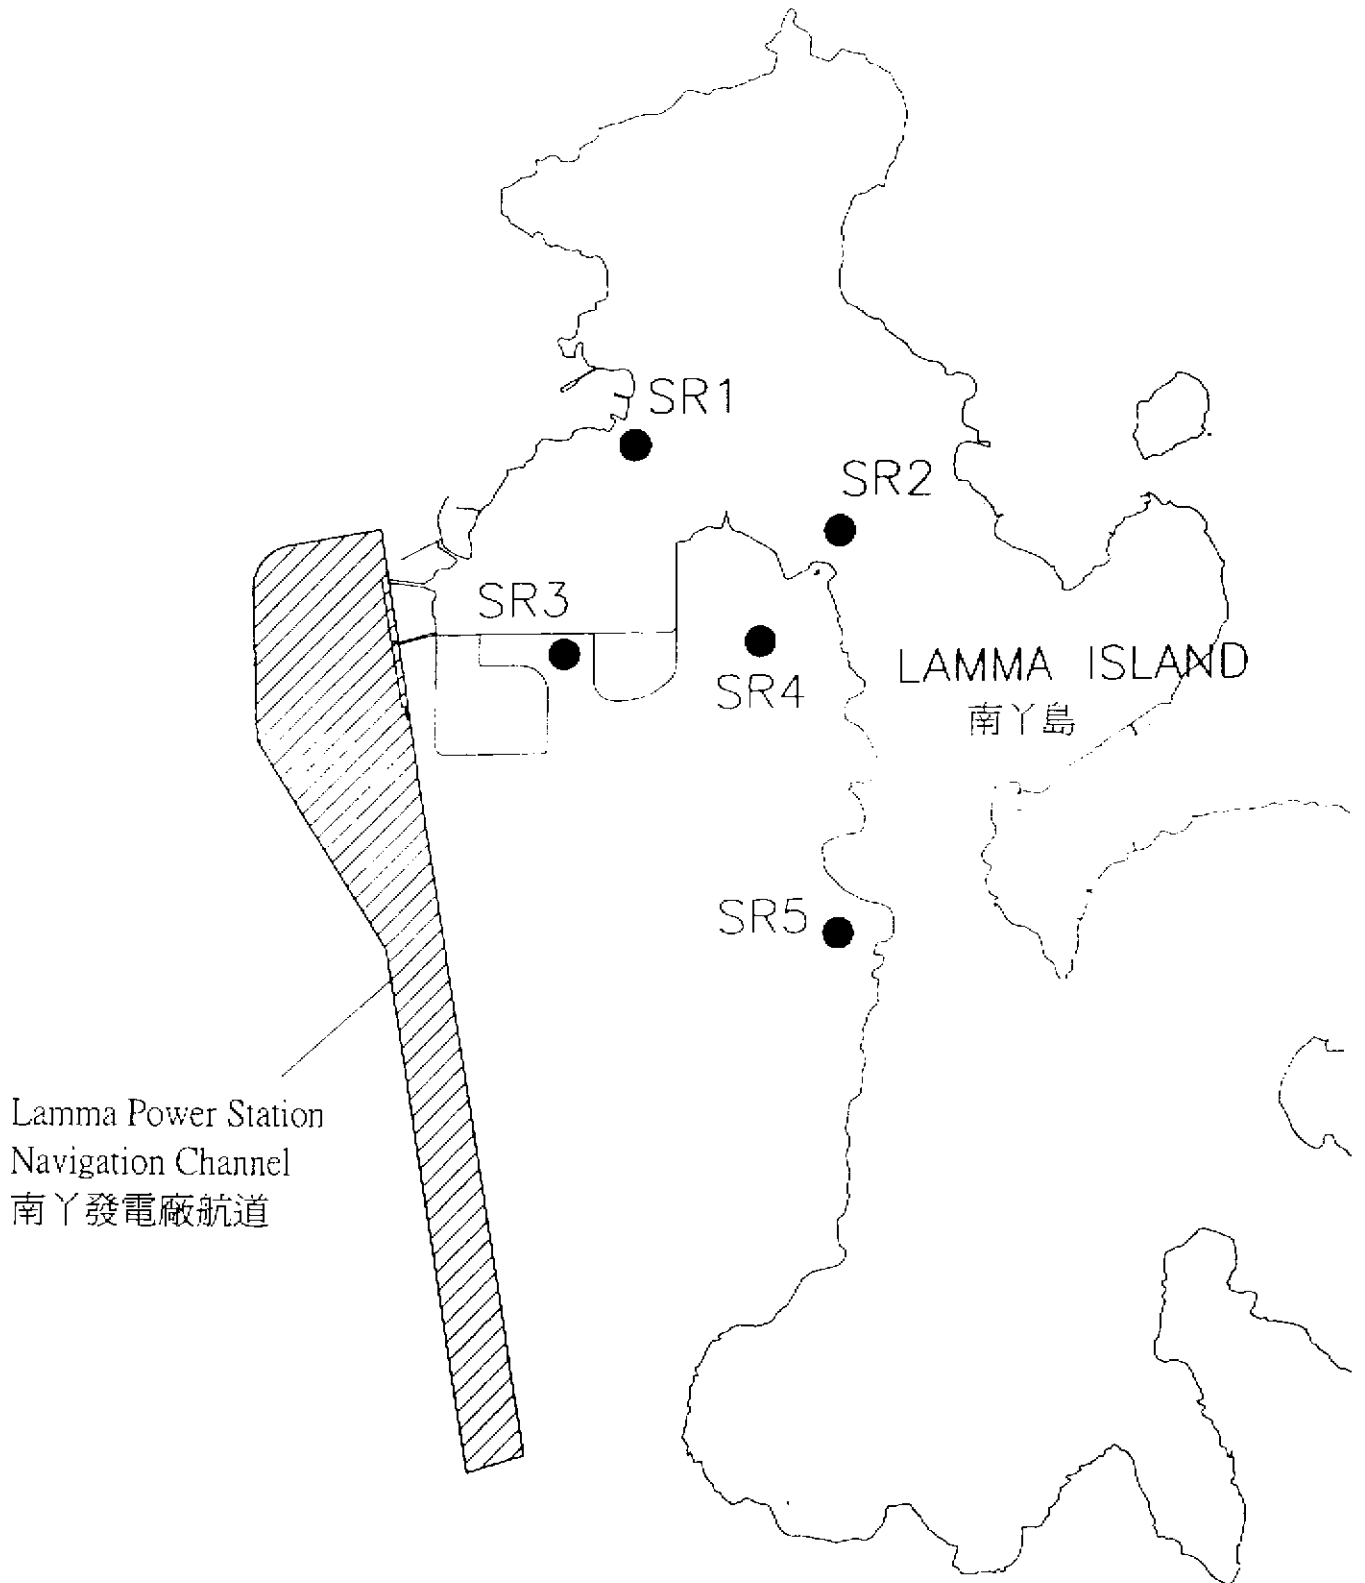 SR1
SR2
SR3
SR4
LAMMA ISLAND
南丫島
SR5
Lamma Power Station
Navigation Channel
南丫發電廠航道